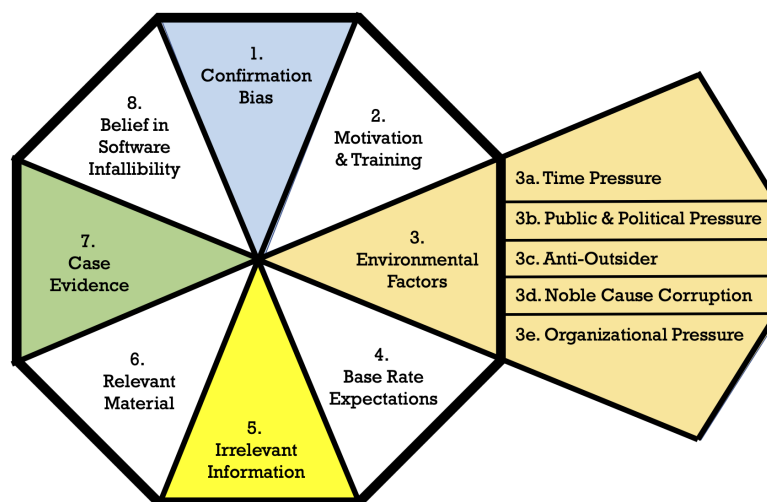 1.
Confirmation
Bias
2.
Motivation
& Training
3.
Environmental
Factors
3a. Time Pressure
3b. Public & Political Pressure
3c. Anti-Outsider
3d. Noble Cause Corruption
3e. Organizational Pressure
4.
Base Rate
Expectations
5.
Irrelevant
Information
6.
Relevant
Material
7.
Case
Evidence
8.
Belief in
Software
Infallibility